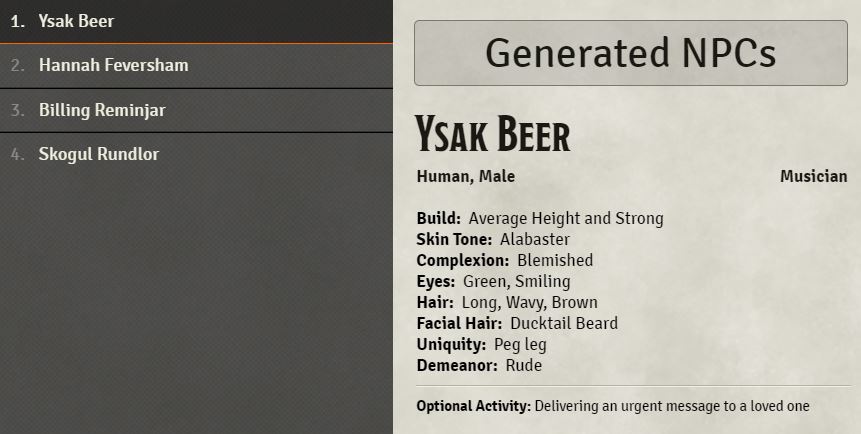 1. Ysak Beer
2. Hannah Feversham
3. Billing Reminjar
4. Skogul Rundlor
Generated NPCs
Ysak Beer
Human, Male Musician
Build: Average Height and Strong
Skin Tone: Alabaster
Complexion: Blemished
Eyes: Green, Smiling
Hair: Long, Wavy, Brown
Facial Hair: Ducktail Beard
Uniquity: Peg leg
Demeanor: Rude
Optional Activity: Delivering an urgent message to a loved one